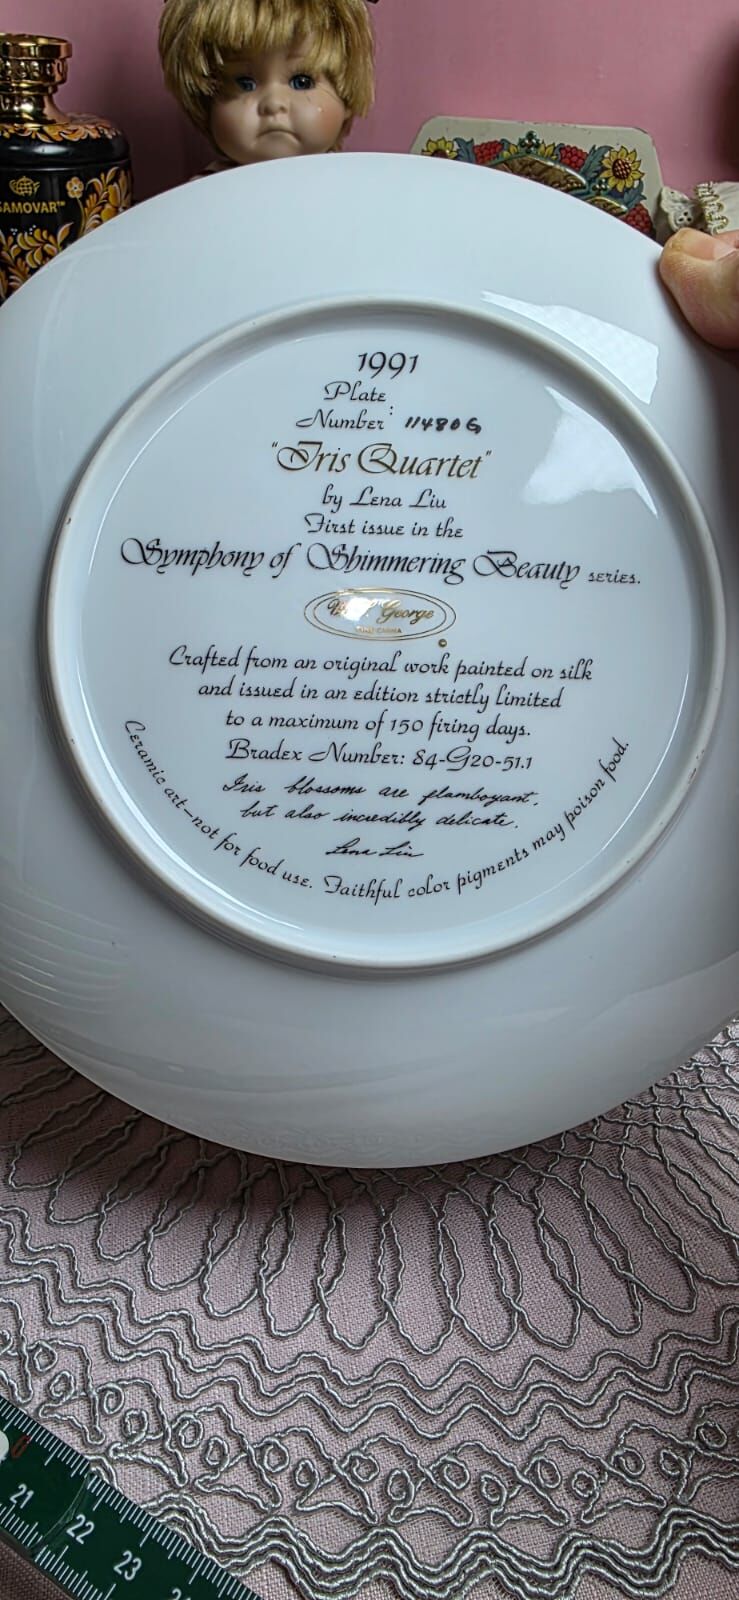 SAMOVAR™
1991
Plate
Number : 11480G
"Iris Quartet"
by Lena Liu
First issue in the
Symphony of Shimmering Beauty series.
George
CHINA
©
Crafted from an original work painted on silk
and issued in an edition strictly limited
to a maximum of 150 firing days.
Bradex Number: 84-G20-51.1
Iris blossoms are flamboyant,
but also incredibly delicate.
Lena Liu
Ceramic art—not for food use. Faithful color pigments may poison food.
21 22 23